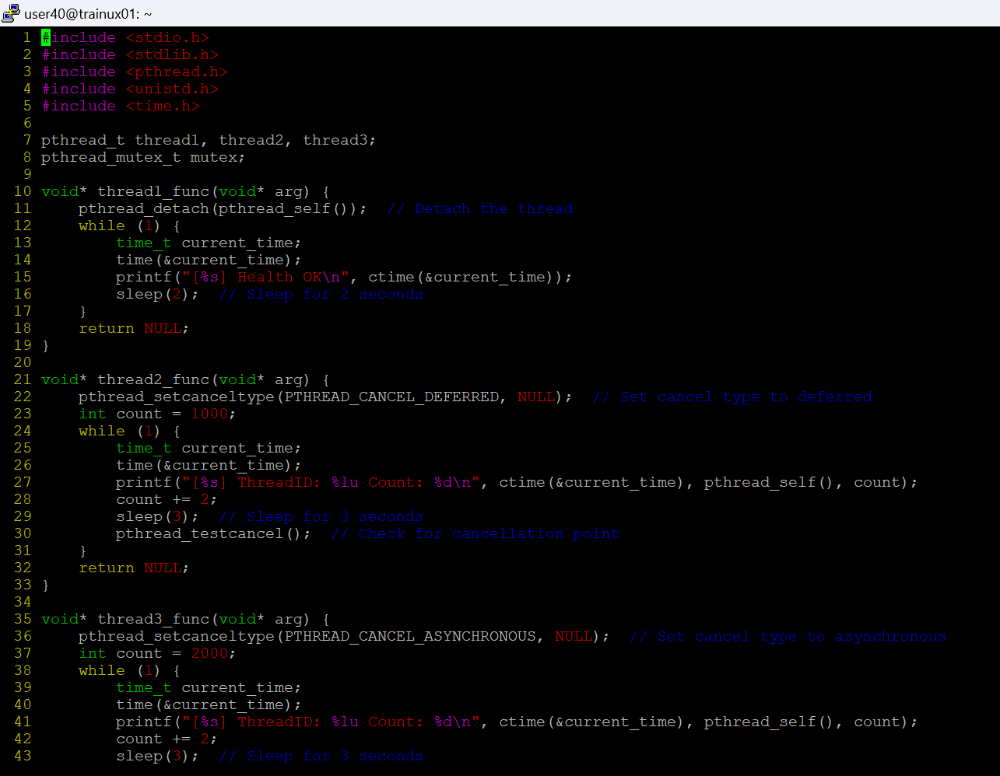 user40@trainux01: ~
1 #include <stdio.h>
2 #include <stdlib.h>
3 #include <pthread.h>
4 #include <unistd.h>
5 #include <time.h>
6
7 pthread_t thread1, thread2, thread3;
8 pthread_mutex_t mutex;
9
10 void* thread1_func(void* arg) {
11     pthread_detach(pthread_self());  // Detach the thread
12     while (1) {
13         time_t current_time;
14         time(&current_time);
15         printf("[%s] Health OK\n", ctime(&current_time));
16         sleep(2);  // Sleep for 2 seconds
17     }
18     return NULL;
19 }
20
21 void* thread2_func(void* arg) {
22     pthread_setcanceltype(PTHREAD_CANCEL_DEFERRED, NULL);  // Set cancel type to deferred
23     int count = 1000;
24     while (1) {
25         time_t current_time;
26         time(&current_time);
27         printf("[%s] ThreadID: %lu Count: %d\n", ctime(&current_time), pthread_self(), count);
28         count += 2;
29         sleep(3);  // Sleep for 3 seconds
30         pthread_testcancel();  // Check for cancellation point
31     }
32     return NULL;
33 }
34
35 void* thread3_func(void* arg) {
36     pthread_setcanceltype(PTHREAD_CANCEL_ASYNCHRONOUS, NULL);  // Set cancel type to asynchronous
37     int count = 2000;
38     while (1) {
39         time_t current_time;
40         time(&current_time);
41         printf("[%s] ThreadID: %lu Count: %d\n", ctime(&current_time), pthread_self(), count);
42         count += 2;
43         sleep(3);  // Sleep for 3 seconds